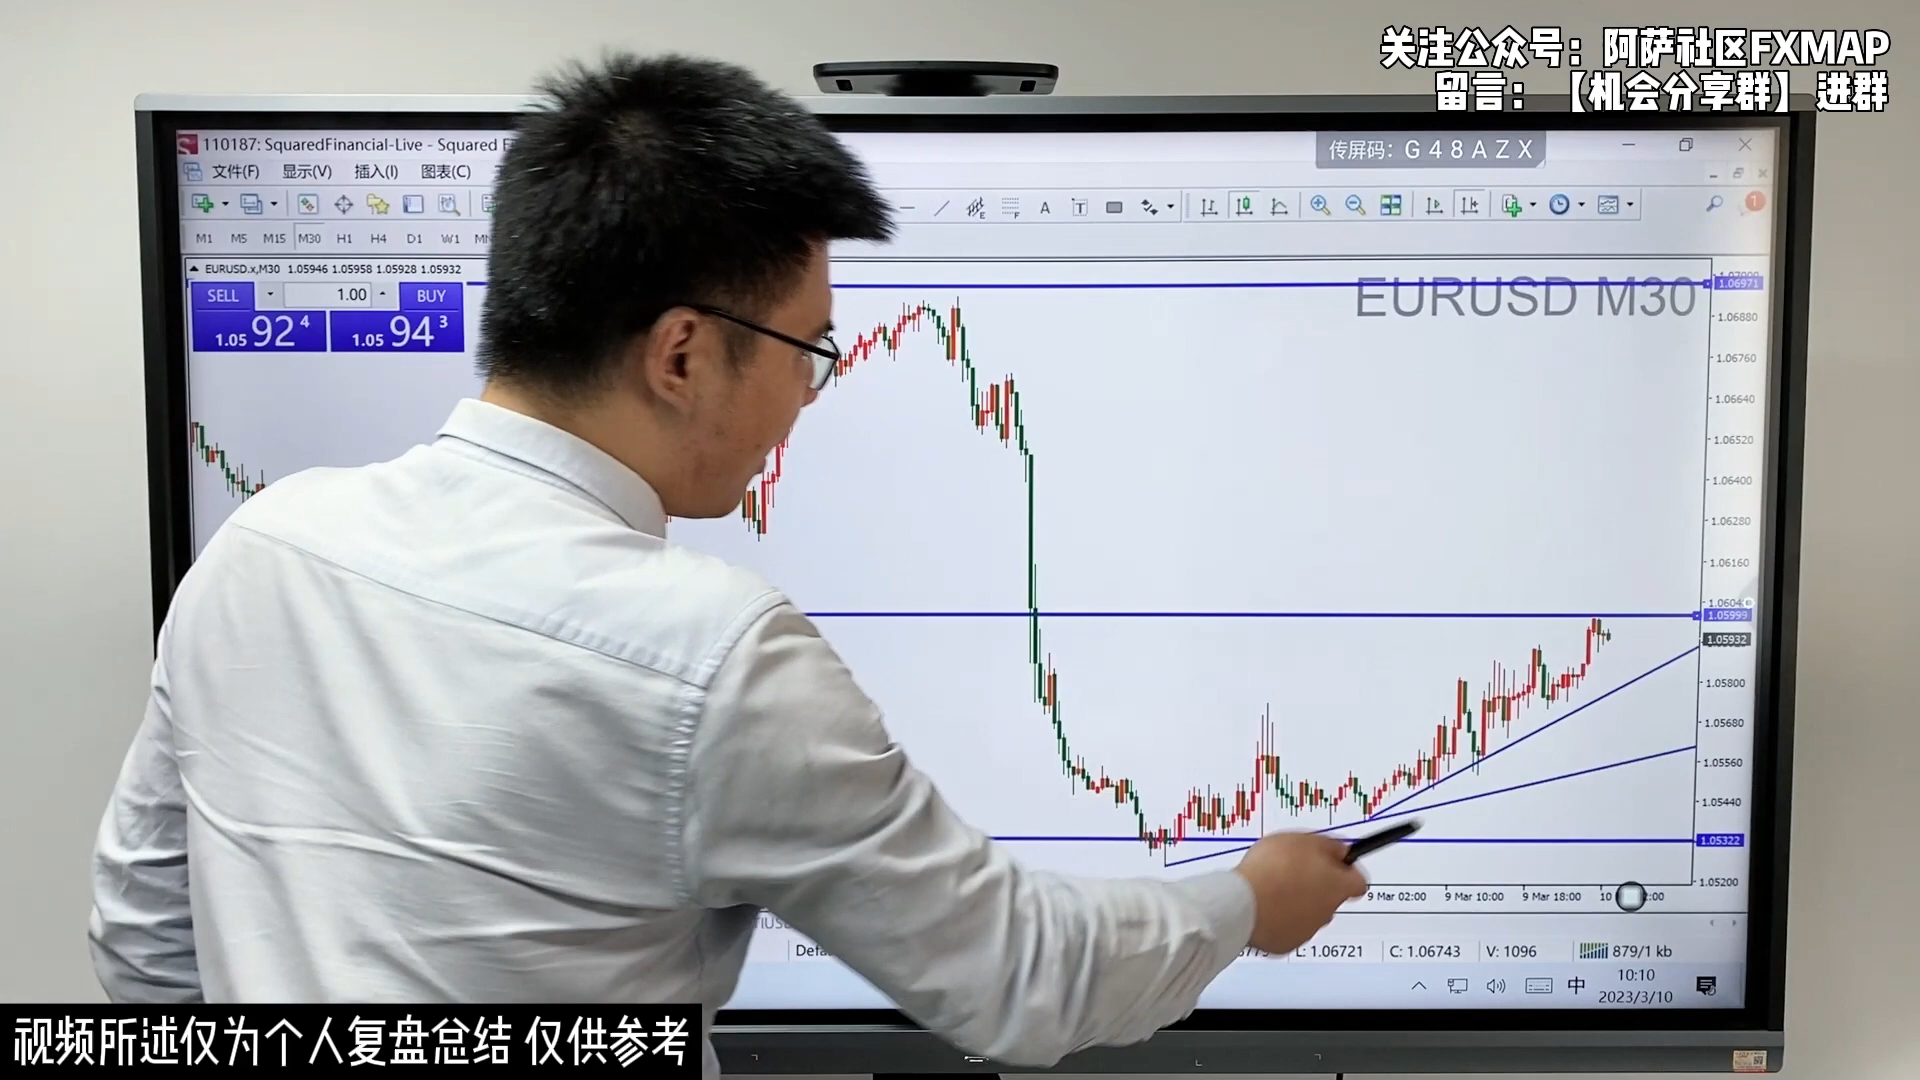 关注公众号：阿萨社区FXMAP
留言：【机会分享群】进群
110187: SquaredFinancial-Live - Squared F
传屏码：G48AZX
文件(F) 显示(V) 插入(I) 图表(C)
1
M1 M5 M15 M30 H1 H4 D1 W1 MN
EURUSD.x,M30 1.05946 1.05958 1.05928 1.05932
SELL 1.00 BUY
1.05 92 4 1.05 94 3
EURUSD M30
1.06971
1.06880
1.06760
1.06640
1.06520
1.06400
1.06280
1.06160
1.05999
1.05932
1.05800
1.05680
1.05560
1.05440
1.05322
1.05200
9 Mar 02:00 9 Mar 10:00 9 Mar 18:00 10
L: 1.06721 C: 1.06743 V: 1096 879/1 kb
中 10:10
2023/3/10
视频所述仅为个人复盘总结 仅供参考